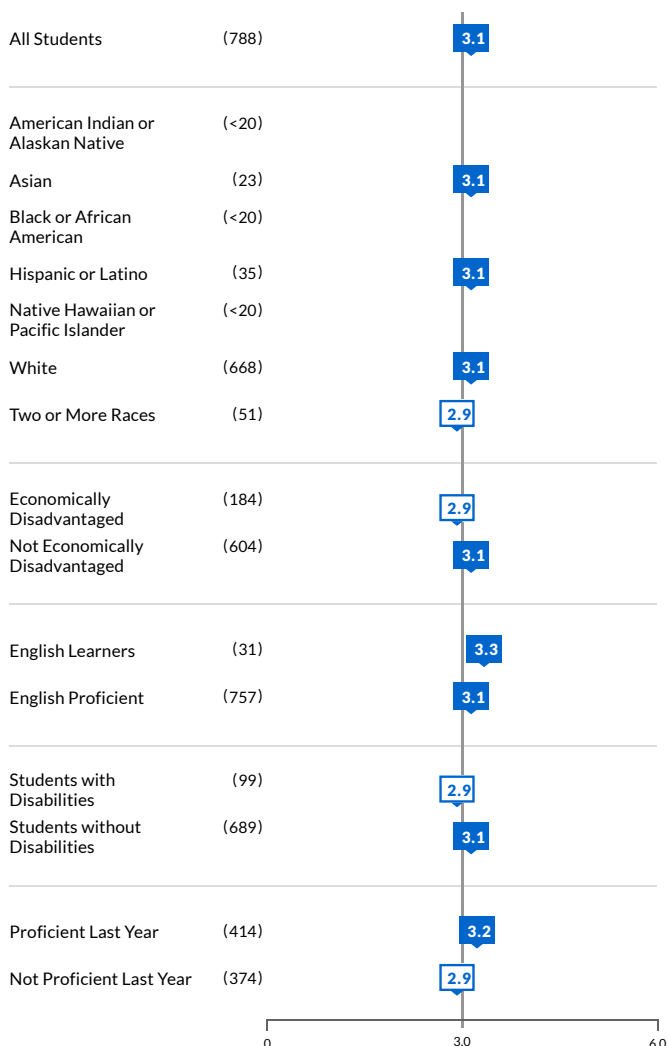 All Students (788) 3.1
American Indian or (<20)
Alaskan Native
Asian (23) 3.1
Black or African (<20)
American
Hispanic or Latino (35) 3.1
Native Hawaiian or (<20)
Pacific Islander
White (668) 3.1
Two or More Races (51) 2.9
Economically (184) 2.9
Disadvantaged
Not Economically (604) 3.1
Disadvantaged
English Learners (31) 3.3
English Proficient (757) 3.1
Students with (99) 2.9
Disabilities
Students without (689) 3.1
Disabilities
Proficient Last Year (414) 3.2
Not Proficient Last Year (374) 2.9
0 3.0 6.0